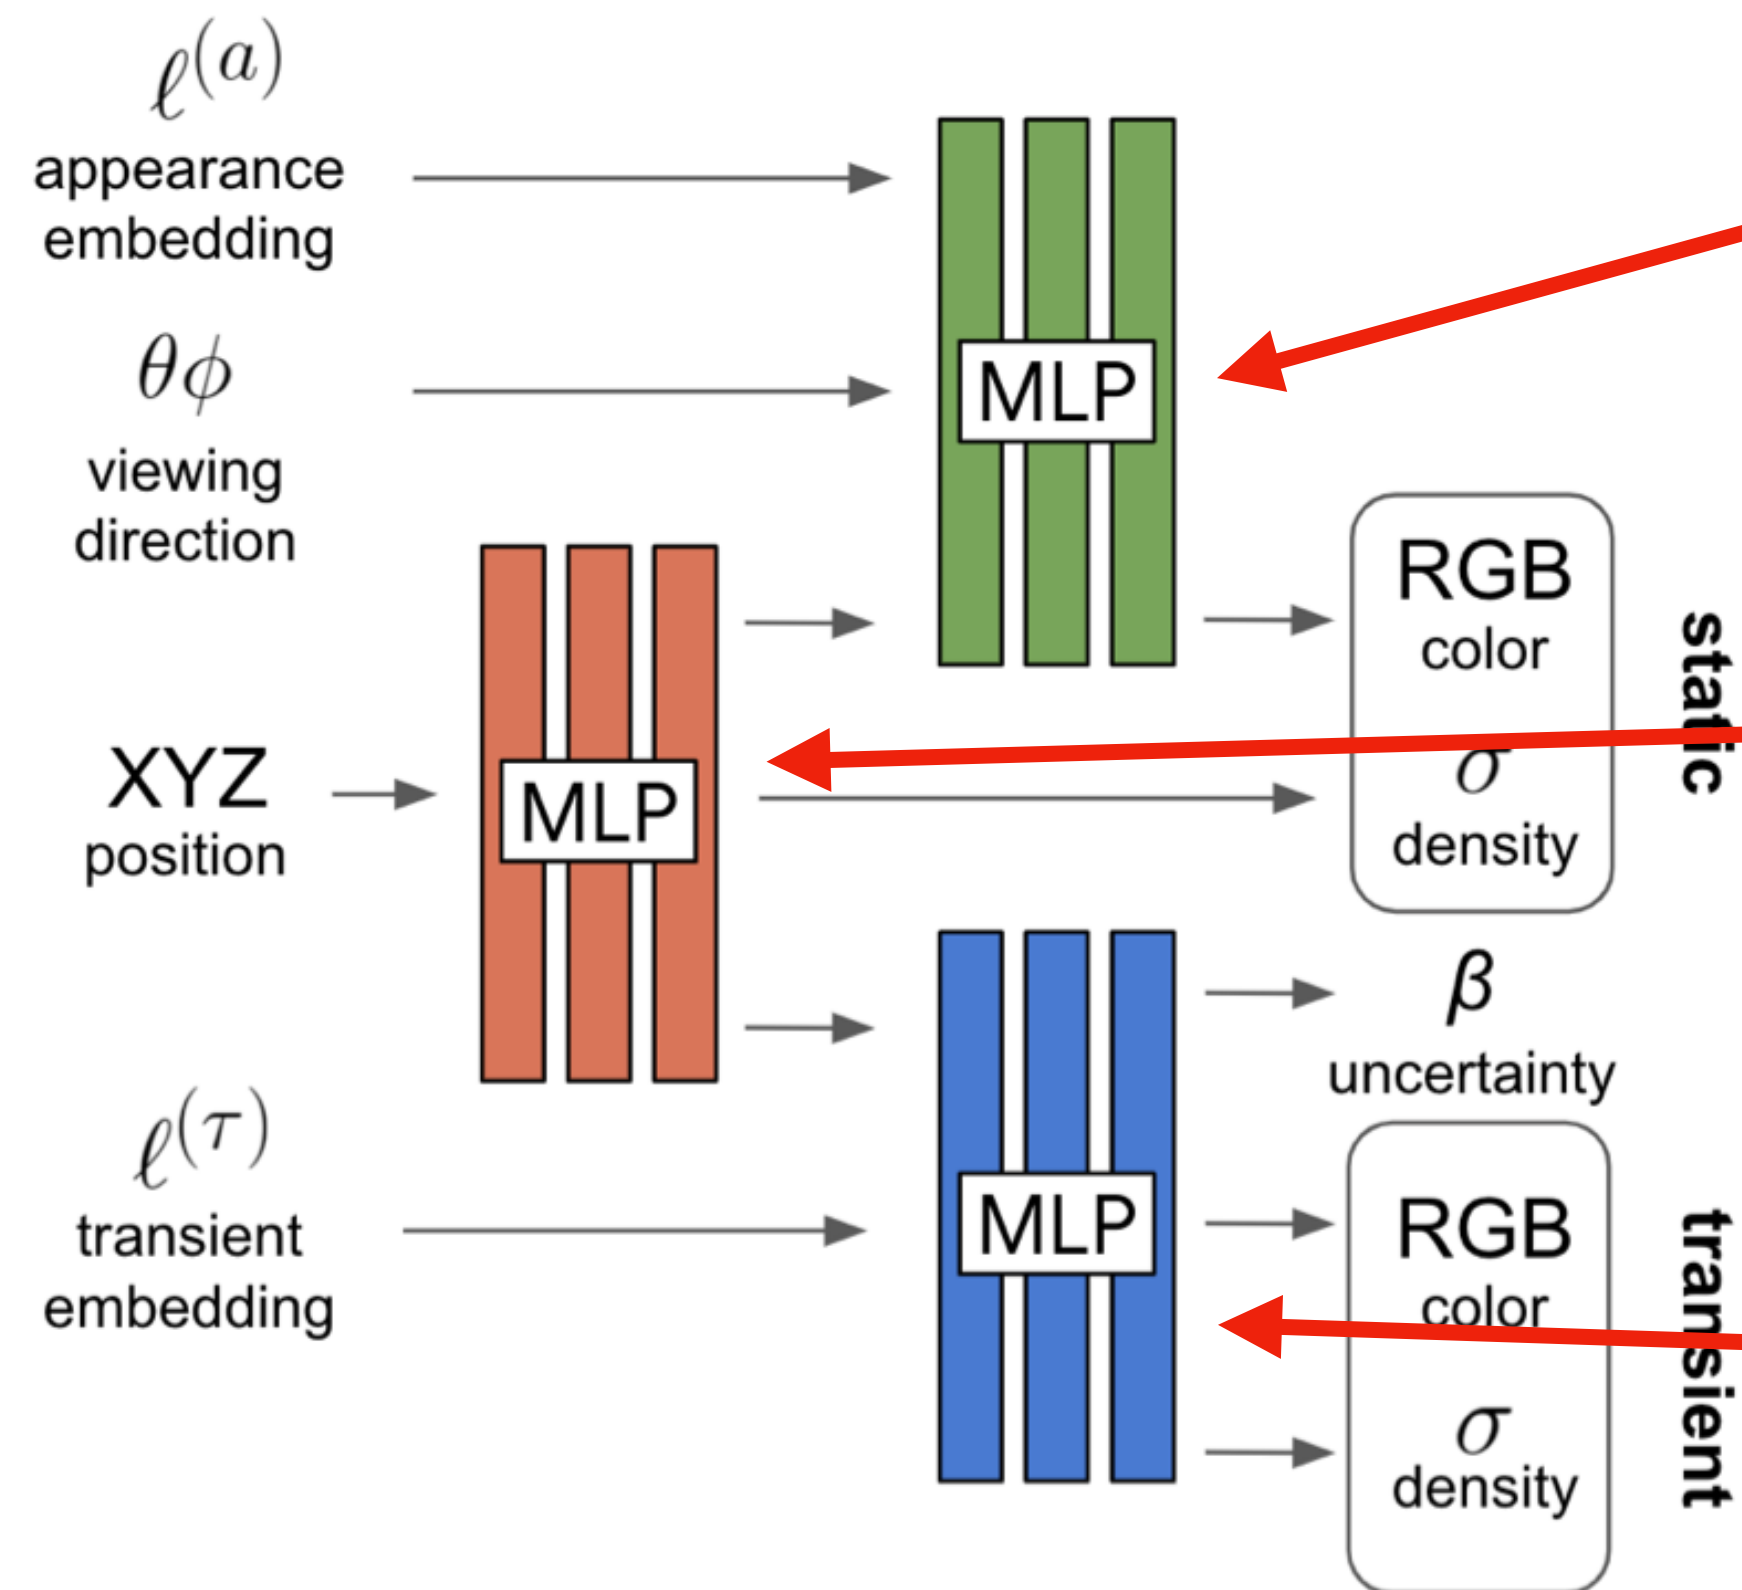 ℓ(a)
appearance
embedding
θϕ
viewing
direction
XYZ
position
ℓ(τ)
transient
embedding
MLP
MLP
MLP
RGB
color
σ
density
static
β
uncertainty
RGB
color
σ
density
transient